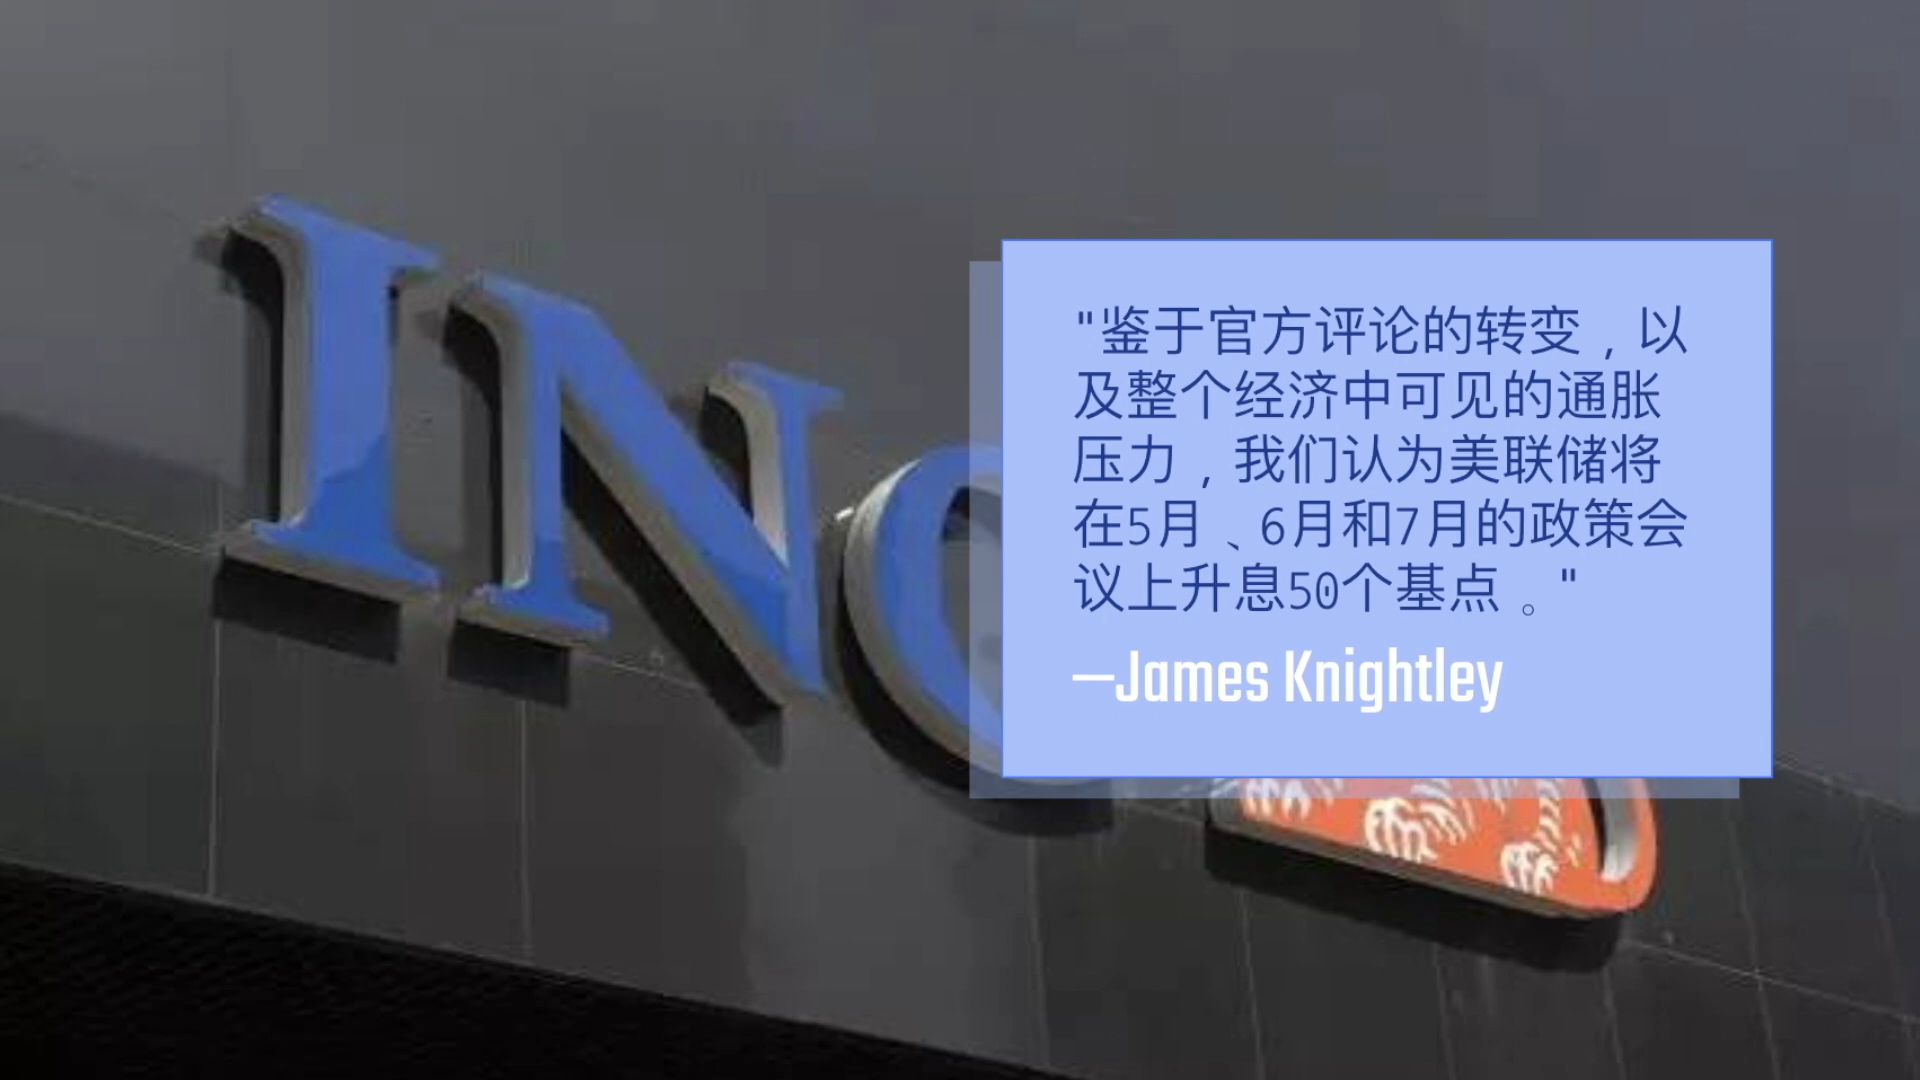 ING
"鉴于官方评论的转变，以
及整个经济中可见的通胀
压力，我们认为美联储将
在5月、6月和7月的政策会
议上升息50个基点。"
—James Knightley